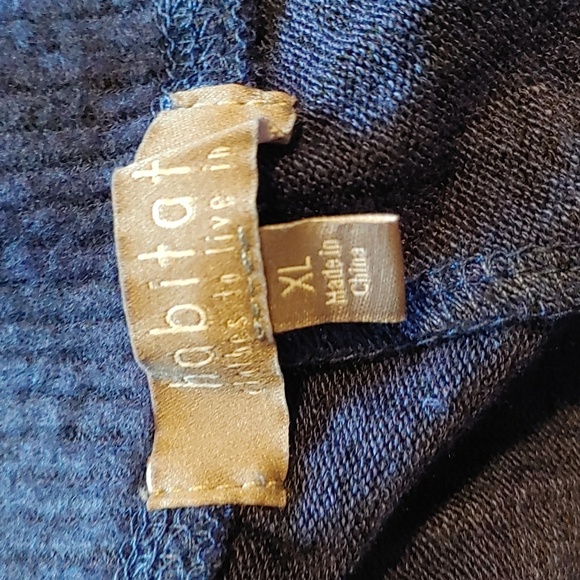 habitat
clothes to live in
XL
Made in
China